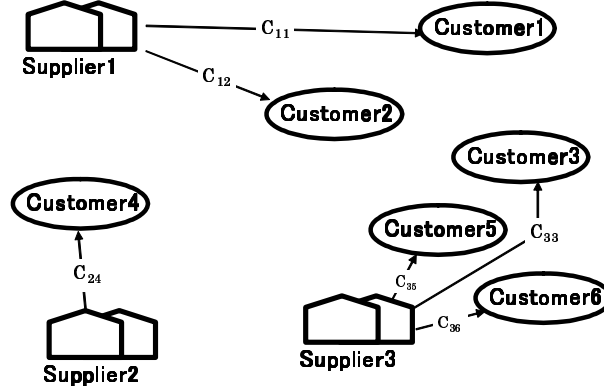 Customer1
C11
Supplier1
C12
Customer2
Customer3
Customer4
Customer5
C33
C24
C35
Customer6
C36
Supplier3
Supplier2